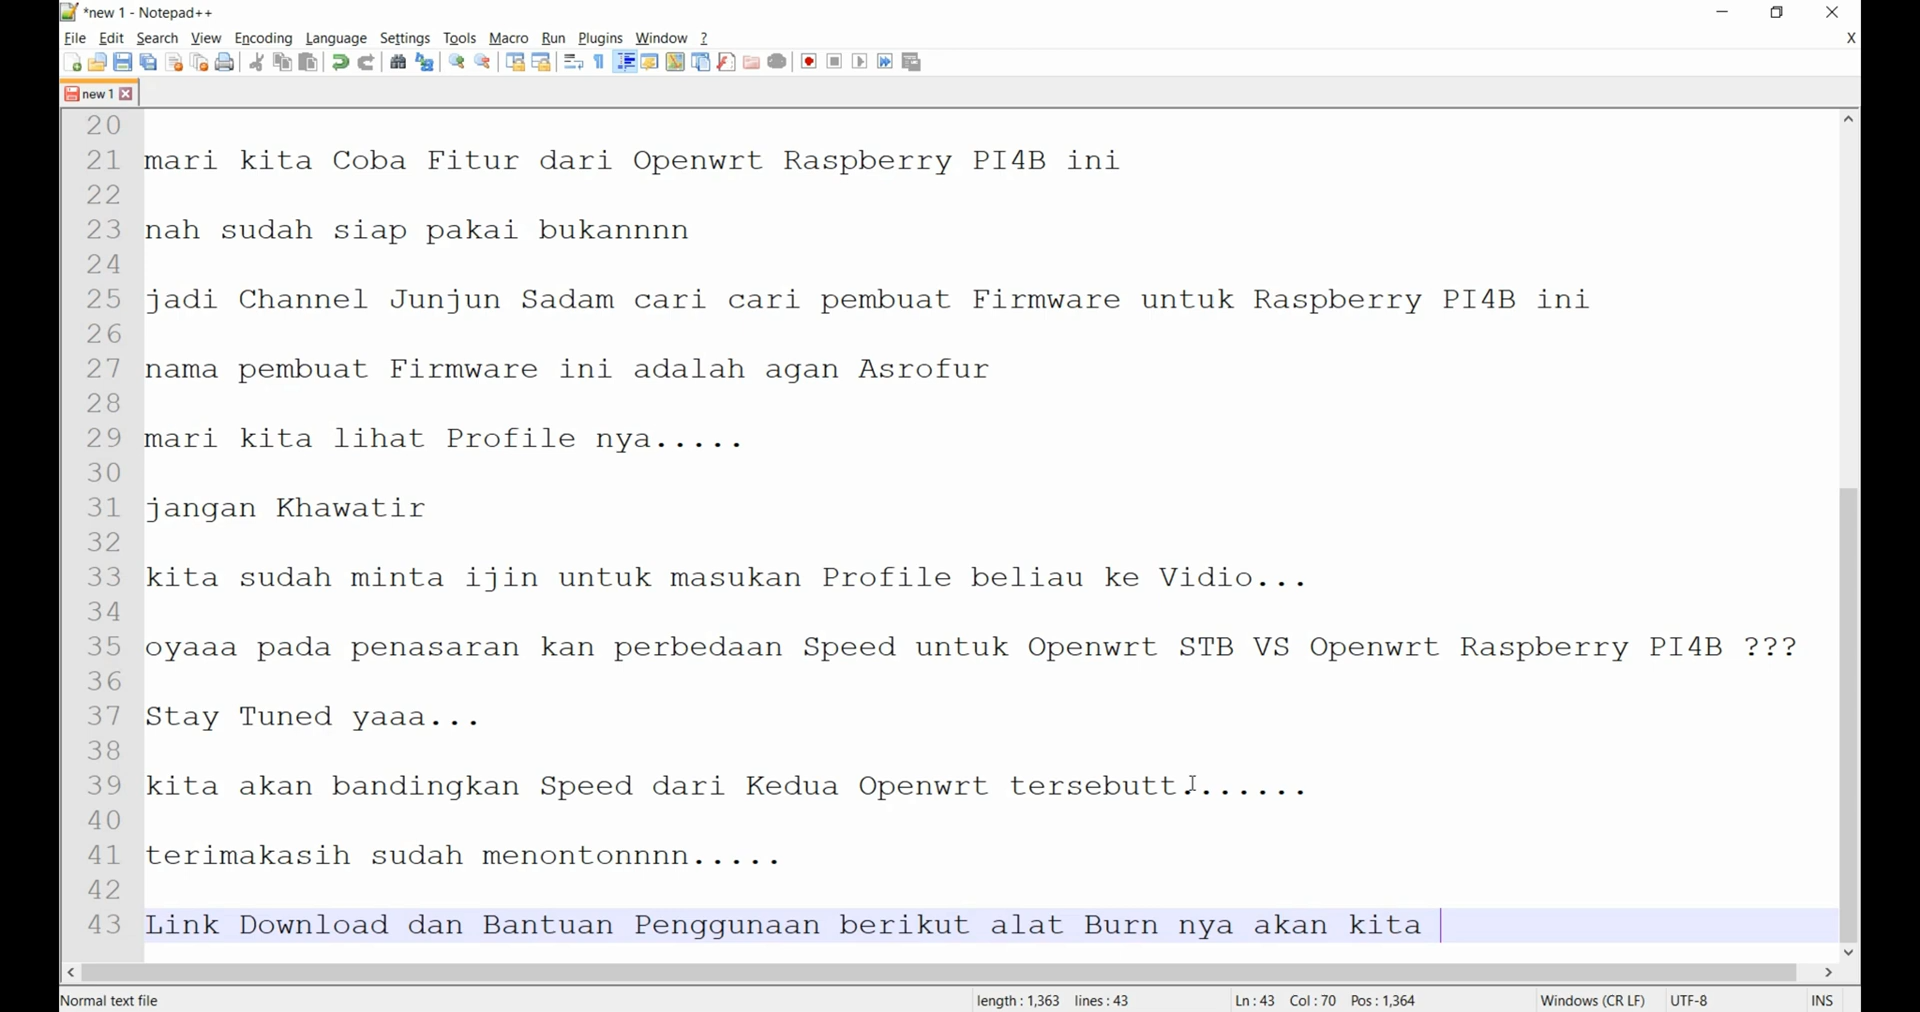 *new 1 - Notepad++
File Edit Search View Encoding Language Settings Tools Macro Run Plugins Window ? X
new 1
20
21 mari kita Coba Fitur dari Openwrt Raspberry PI4B ini
22
23 nah sudah siap pakai bukannnn
24
25 jadi Channel Junjun Sadam cari cari pembuat Firmware untuk Raspberry PI4B ini
26
27 nama pembuat Firmware ini adalah agan Asrofur
28
29 mari kita lihat Profile nya.....
30
31 jangan Khawatir
32
33 kita sudah minta ijin untuk masukan Profile beliau ke Vidio...
34
35 oyaaa pada penasaran kan perbedaan Speed untuk Openwrt STB VS Openwrt Raspberry PI4B ???
36
37 Stay Tuned yaaa...
38
39 kita akan bandingkan Speed dari Kedua Openwrt tersebutt.......
40
41 terimakasih sudah menontonnnn.....
42
43 Link Download dan Bantuan Penggunaan berikut alat Burn nya akan kita
Normal text file length : 1,363 lines : 43 Ln : 43 Col : 70 Pos : 1,364 Windows (CR LF) UTF-8 INS